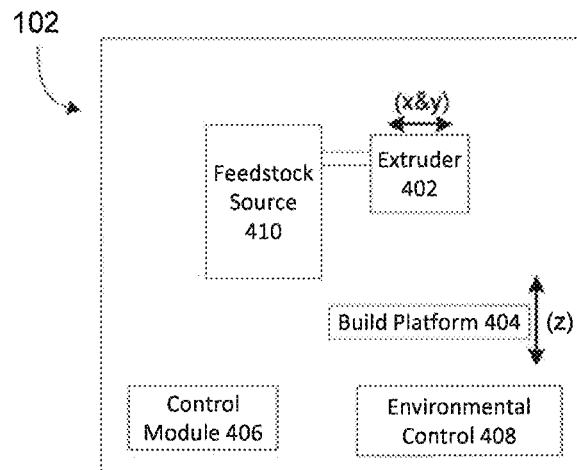 102
(x&y)
Extruder
402
Feedstock
Source
410
Build Platform 404
(z)
Control
Module 406
Environmental
Control 408